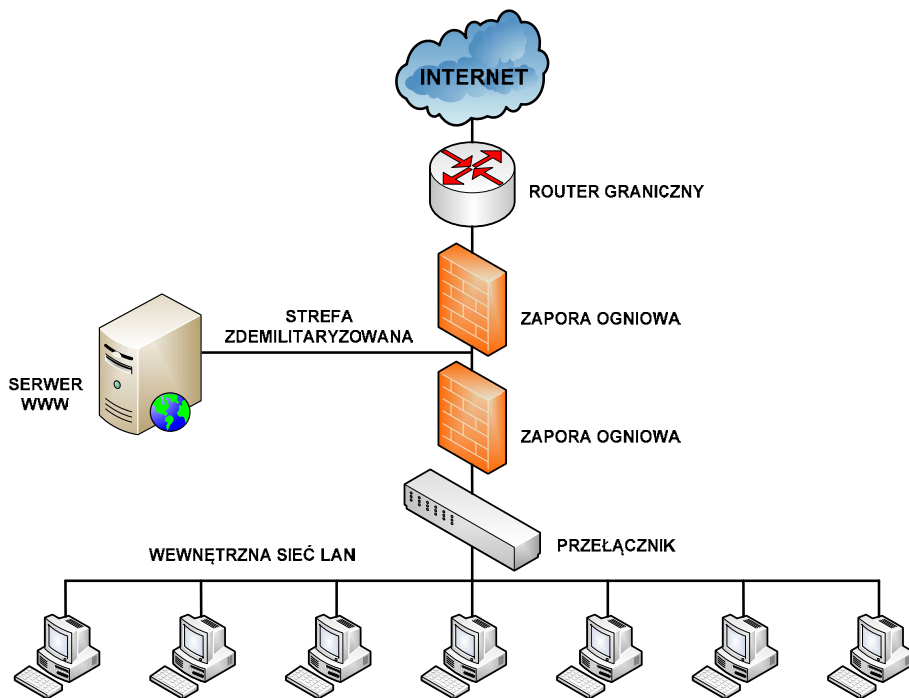 INTERNET
ROUTER GRANICZNY
ZAPORA OGNIOWA
STREFA
ZDEMILITARYZOWANA
SERWER
WWW
ZAPORA OGNIOWA
PRZEŁĄCZNIK
WEWNĘTRZNA SIEĆ LAN